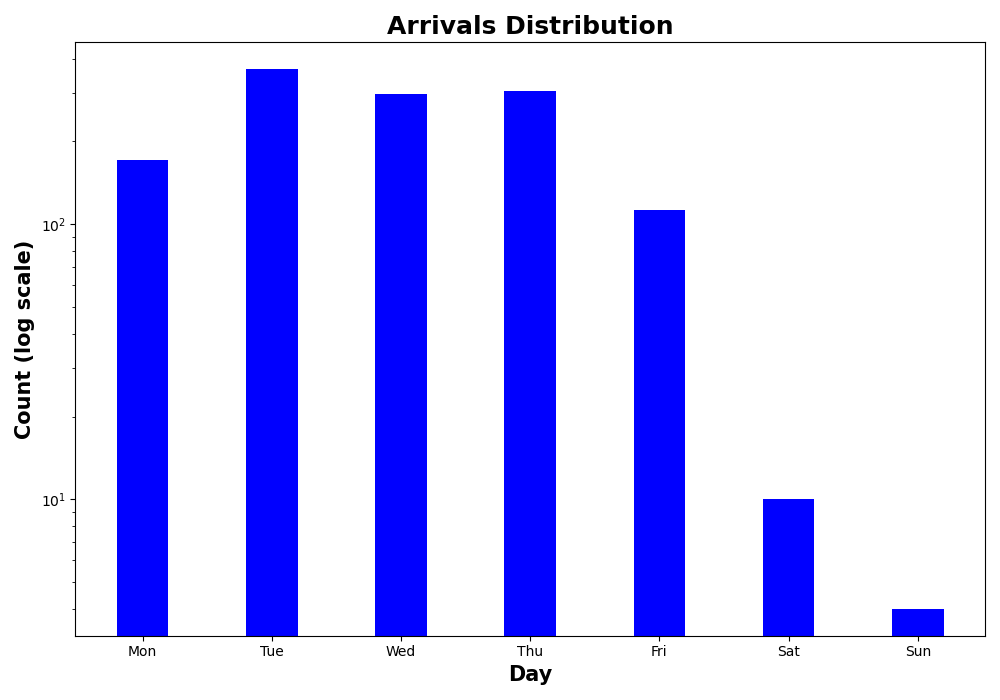 Arrivals Distribution
Count (log scale)
10²
10¹
Mon Tue Wed Thu Fri Sat Sun
Day